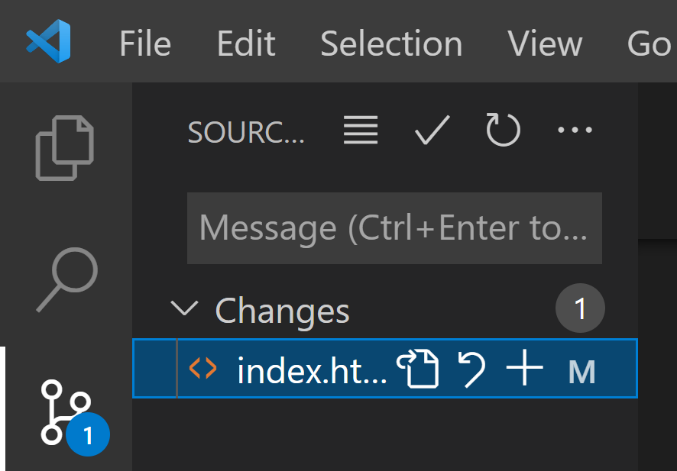 File Edit Selection View Go
SOURC...
Message (Ctrl+Enter to...
Changes 1
index.ht... M
1